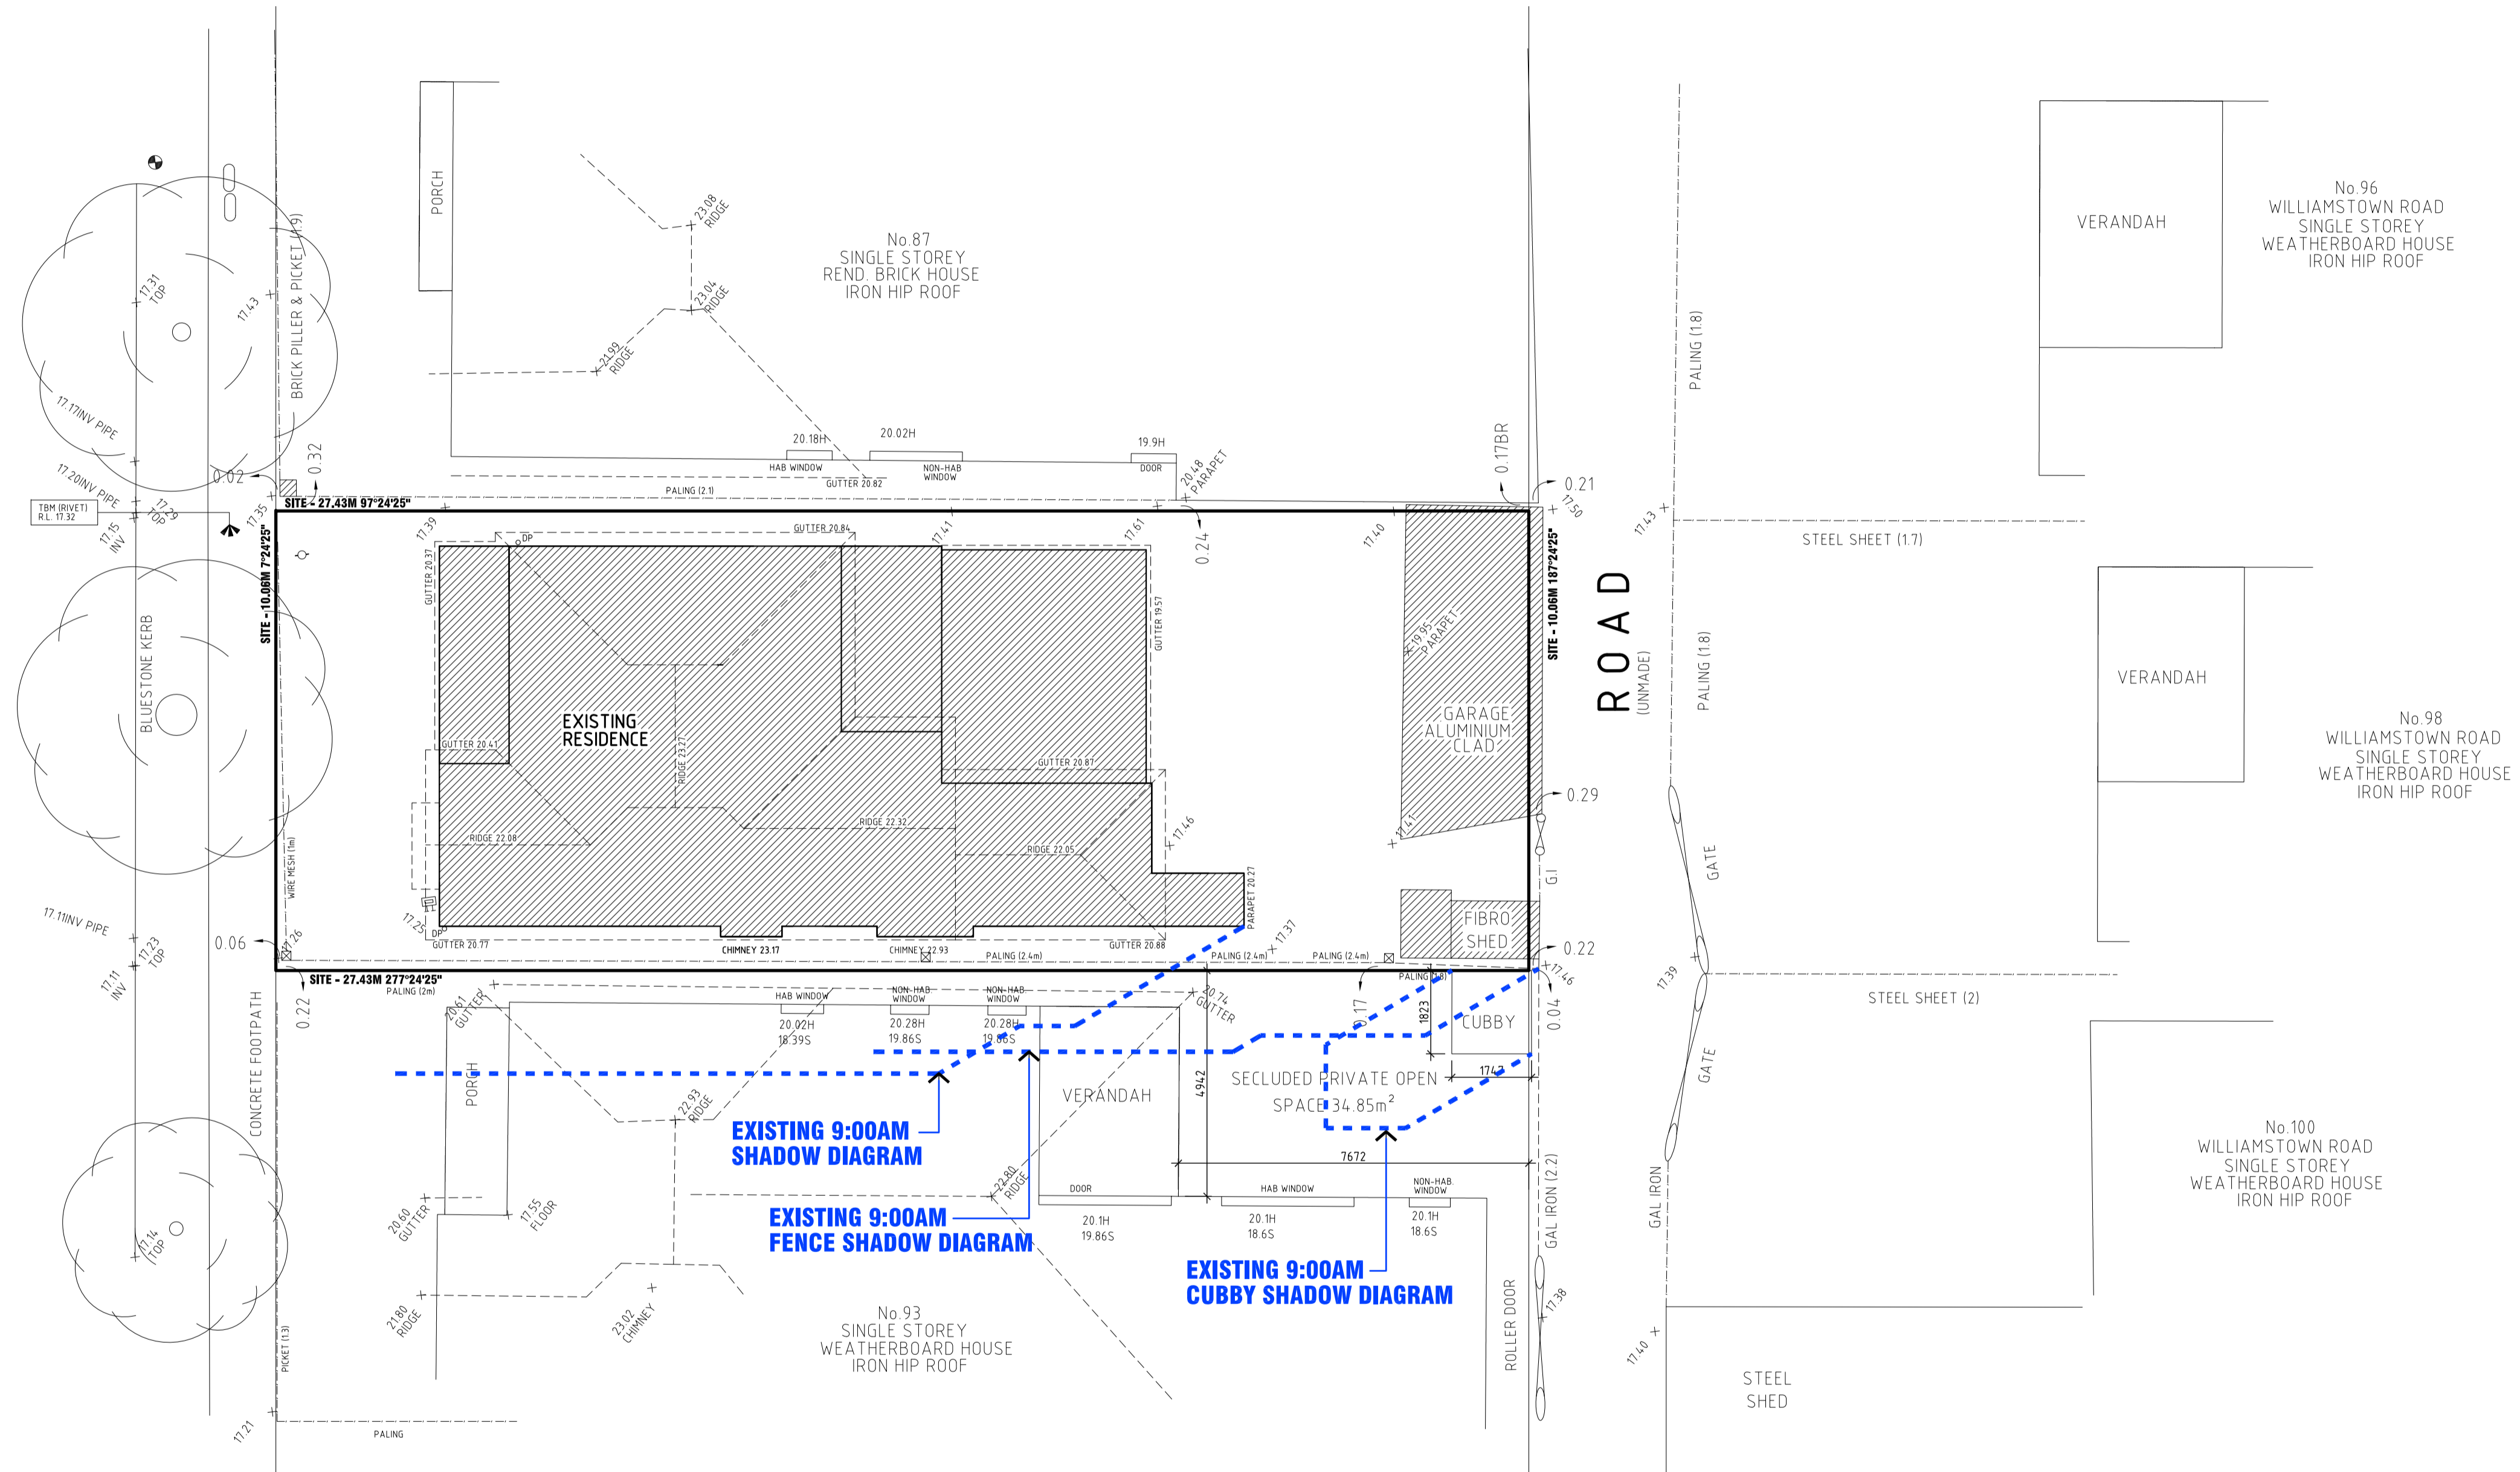 PORCH
BRICK PILLER & PICKET (1.9)
17.31
TOP
17.43
23.08
RIDGE
23.04
RIDGE
21.99
RIDGE
No.87
SINGLE STOREY
REND. BRICK HOUSE
IRON HIP ROOF
No.96
WILLIAMSTOWN ROAD
SINGLE STOREY
WEATHERBOARD HOUSE
IRON HIP ROOF
VERANDAH
PALING (1.8)
17.17INV PIPE
17.20INV PIPE
0.02
0.32
TBM (RIVET)
R.L. 17.32
17.15
INV
17.29
TOP
17.35
20.18H
20.02H
19.9H
HAB WINDOW
NON-HAB
WINDOW
DOOR
GUTTER 20.82
PALING (2.1)
20.48
PARAPET
0.17BR
0.21
17.50
17.43
STEEL SHEET (1.7)
SITE - 27.43M 97°24'25"
SITE - 10.06M 7°24'25"
SITE - 10.06M 187°24'25"
17.39
DP
GUTTER 20.84
17.41
17.61
0.24
17.40
GUTTER 20.37
GUTTER 19.57
19.95
PARAPET
BLUESTONE KERB
EXISTING
RESIDENCE
GUTTER 20.41
RIDGE 23.27
GUTTER 20.87
GARAGE
ALUMINIUM
CLAD
ROAD
(UNMADE)
PALING (1.8)
VERANDAH
No.98
WILLIAMSTOWN ROAD
SINGLE STOREY
WEATHERBOARD HOUSE
IRON HIP ROOF
RIDGE 22.08
RIDGE 22.32
RIDGE 22.05
17.46
17.41
0.29
G.I
GATE
WIRE MESH (1m)
PARAPET 20.27
17.11INV PIPE
17.23
TOP
17.11
INV
0.06
17.26
17.25
DP
GUTTER 20.77
CHIMNEY 23.17
CHIMNEY 22.93
GUTTER 20.88
PALING (2.4m)
PALING (2.4m)
17.37
PALING (2.4m)
FIBRO
SHED
0.22
17.46
17.39
STEEL SHEET (2)
SITE - 27.43M 277°24'25"
PALING (2m)
0.22
PALING (1.8)
0.17
1823
CUBBY
0.04
1747
20.61
GUTTER
HAB WINDOW
NON-HAB.
WINDOW
NON-HAB.
WINDOW
20.02H
18.39S
20.28H
19.86S
20.28H
19.86S
20.74
GUTTER
CONCRETE FOOTPATH
PORCH
22.93
RIDGE
VERANDAH
4942
SECLUDED PRIVATE OPEN
SPACE 34.85m²
7672
GATE
EXISTING 9:00AM
SHADOW DIAGRAM
EXISTING 9:00AM
FENCE SHADOW DIAGRAM
EXISTING 9:00AM
CUBBY SHADOW DIAGRAM
22.80
RIDGE
DOOR
HAB WINDOW
NON-HAB.
WINDOW
20.1H
19.86S
20.1H
18.6S
20.1H
18.6S
GAL IRON (2.2)
GAL IRON
No.100
WILLIAMSTOWN ROAD
SINGLE STOREY
WEATHERBOARD HOUSE
IRON HIP ROOF
20.60
GUTTER
17.55
FLOOR
17.14
TOP
21.80
RIDGE
23.02
CHIMNEY
No.93
SINGLE STOREY
WEATHERBOARD HOUSE
IRON HIP ROOF
ROLLER DOOR
17.38
17.40
PICKET (1.3)
17.21
PALING
STEEL
SHED